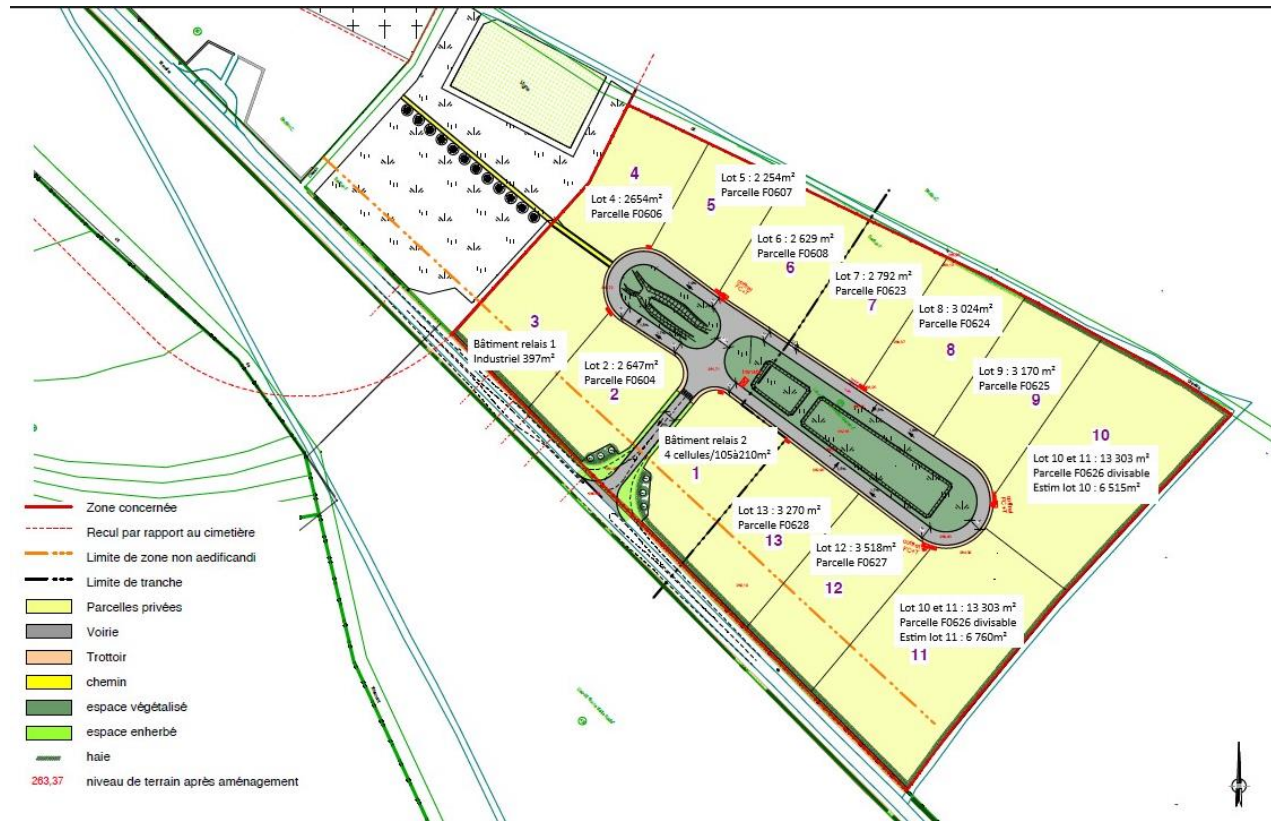 Vigne
4
Lot 4 : 2654m²
Parcelle F0606
5
Lot 5 : 2 254m²
Parcelle F0607
Lot 6 : 2 629 m²
Parcelle F0608
6
Lot 7 : 2 792 m²
Parcelle F0623
7
Lot 8 : 3 024m²
Parcelle F0624
8
Lot 9 : 3 170 m²
Parcelle F0625
9
10
Lot 10 et 11 : 13 303 m²
Parcelle F0626 divisable
Estim lot 10 : 6 515m²
3
Bâtiment relais 1
Industriel 397m²
Lot 2 : 2 647m²
Parcelle F0604
2
Bâtiment relais 2
4 cellules/105à210m²
1
Lot 13 : 3 270 m²
Parcelle F0628
13
Lot 12 : 3 518m²
Parcelle F0627
12
Lot 10 et 11 : 13 303 m²
Parcelle F0626 divisable
Estim lot 11 : 6 760m²
11
Zone concernée
Recul par rapport au cimetière
Limite de zone non aedificandi
Limite de tranche
Parcelles privées
Voirie
Trottoir
chemin
espace végétalisé
espace enherbé
haie
263,37 niveau de terrain après aménagement